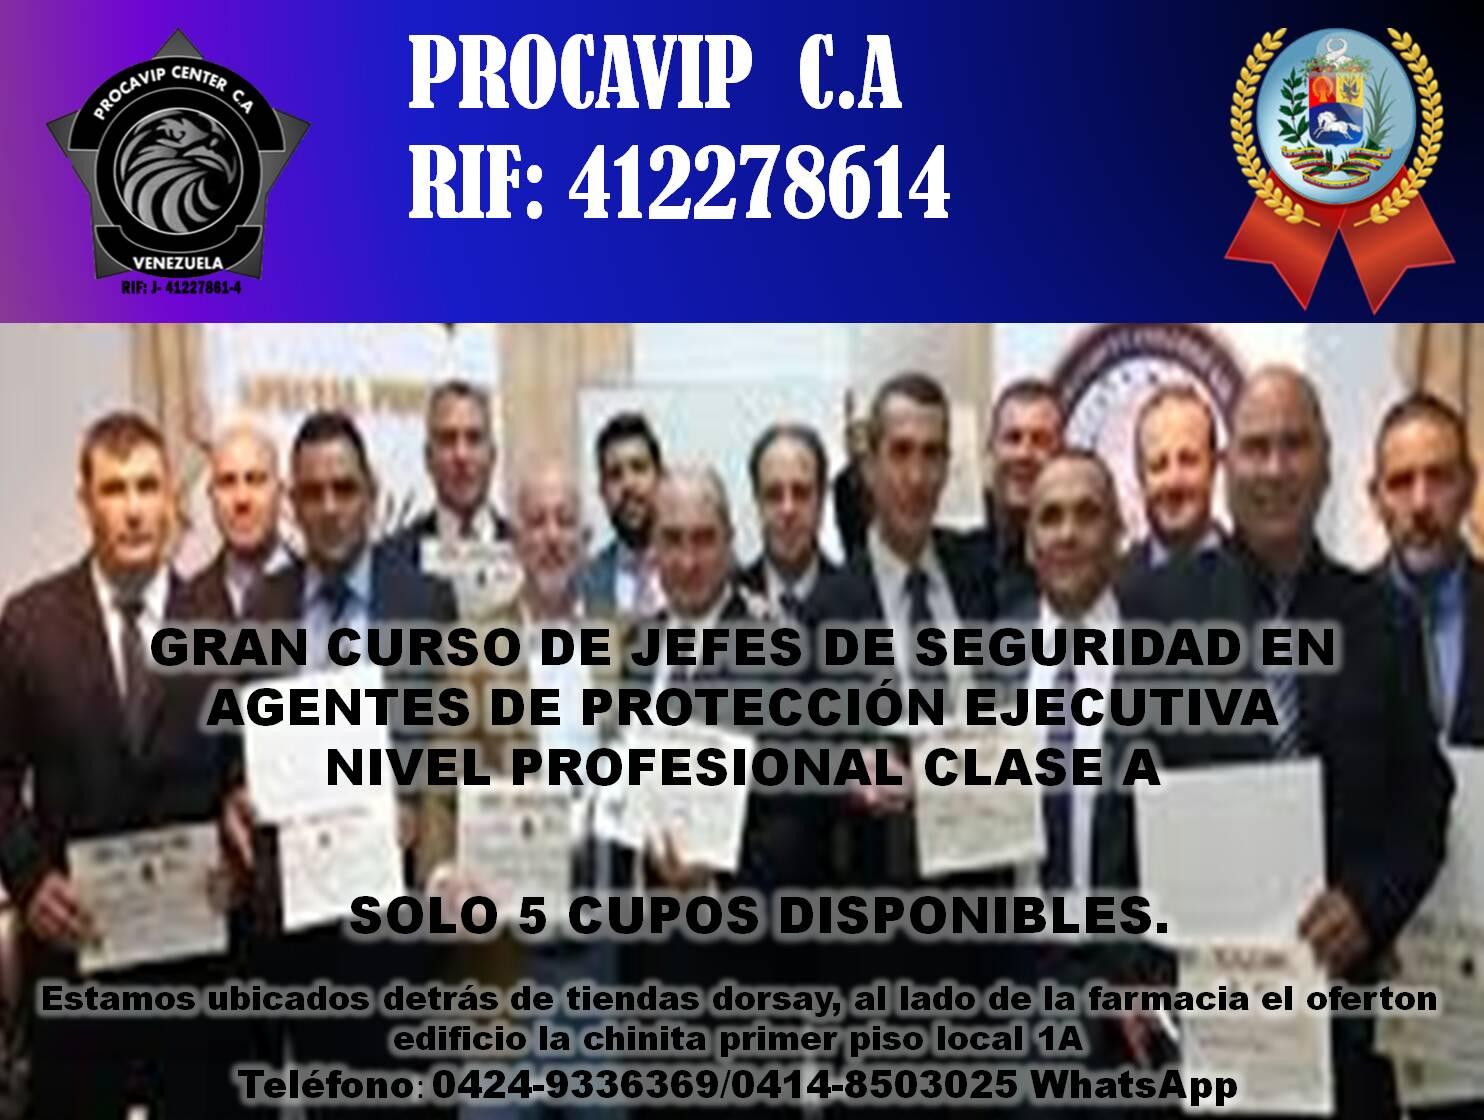 PROCAVIP CENTER C.A
VENEZUELA
RIF: J- 41227861-4
PROCAVIP C.A
RIF: 412278614
GRAN CURSO DE JEFES DE SEGURIDAD EN
AGENTES DE PROTECCIÓN EJECUTIVA
NIVEL PROFESIONAL CLASE A
SOLO 5 CUPOS DISPONIBLES.
Estamos ubicados detrás de tiendas dorsay, al lado de la farmacia el oferton
edificio la chinita primer piso local 1A
Teléfono: 0424-9336369/0414-8503025 WhatsApp